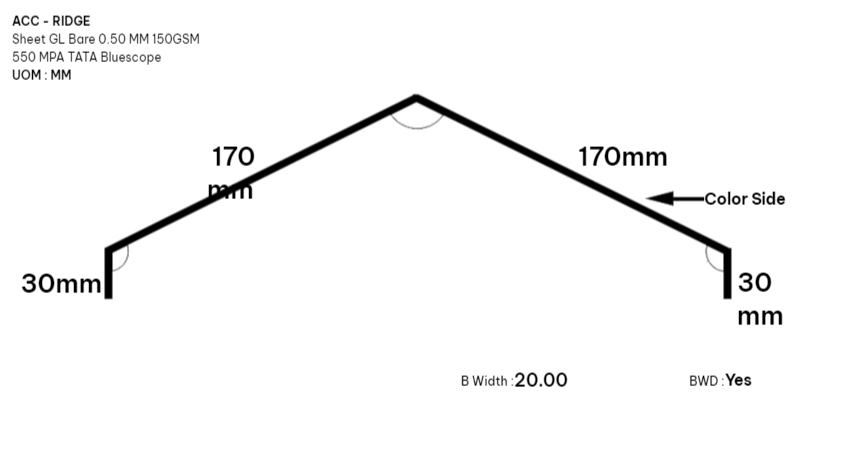 ACC - RIDGE
Sheet GL Bare 0.50 MM 150GSM
550 MPA TATA Bluescope
UOM : MM
170
mm
170mm
Color Side
30mm
30
mm
B Width :20.00
BWD :Yes